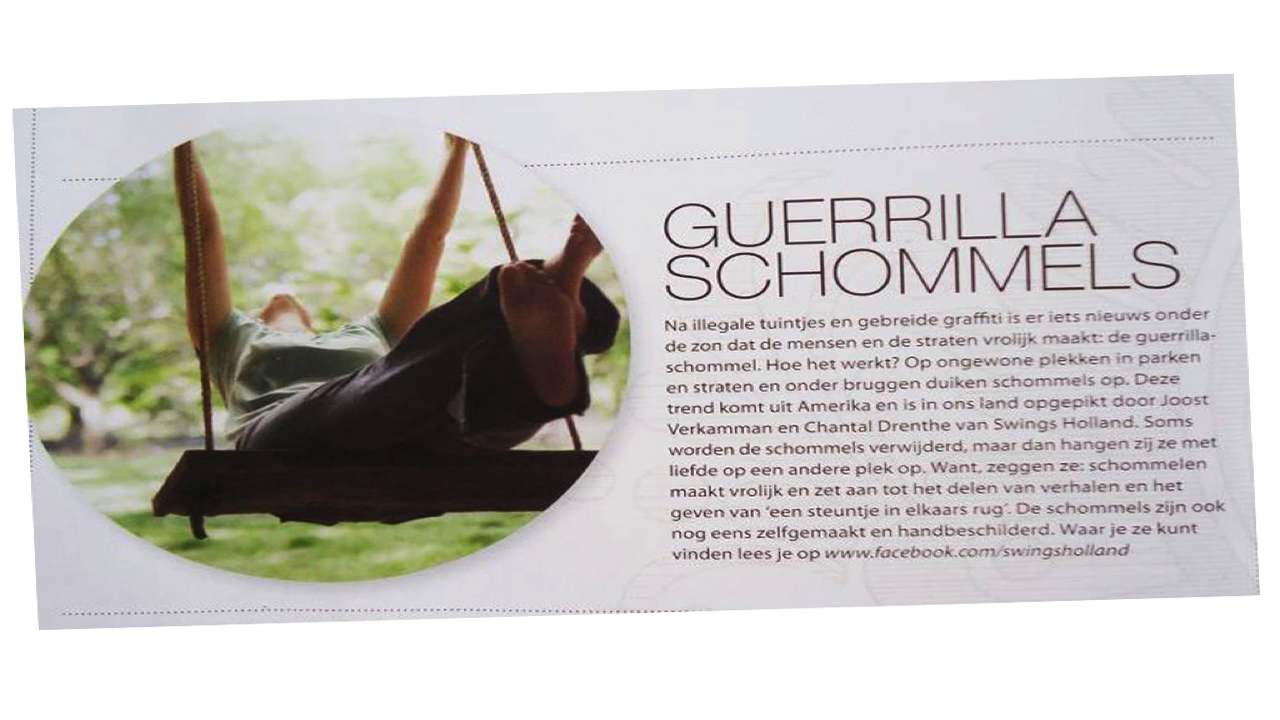 GUERRILLA
SCHOMMELS
Na illegale tuintjes en gebreide graffiti is er iets nieuws onder
de zon dat de mensen en de straten vrolijk maakt: de guerrilla-
schommel. Hoe het werkt? Op ongewone plekken in parken
en straten en onder bruggen duiken schommels op. Deze
trend komt uit Amerika en is in ons land opgepikt door Joost
Verkamman en Chantal Drenthe van Swings Holland. Soms
worden de schommels verwijderd, maar dan hangen zij ze met
liefde op een andere plek op. Want, zeggen ze: schommelen
maakt vrolijk en zet aan tot het delen van verhalen en het
geven van ‘een steuntje in elkaars rug’. De schommels zijn ook
nog eens zelfgemaakt en handbeschilderd. Waar je ze kunt
vinden lees je op www.facebook.com/swingsholland